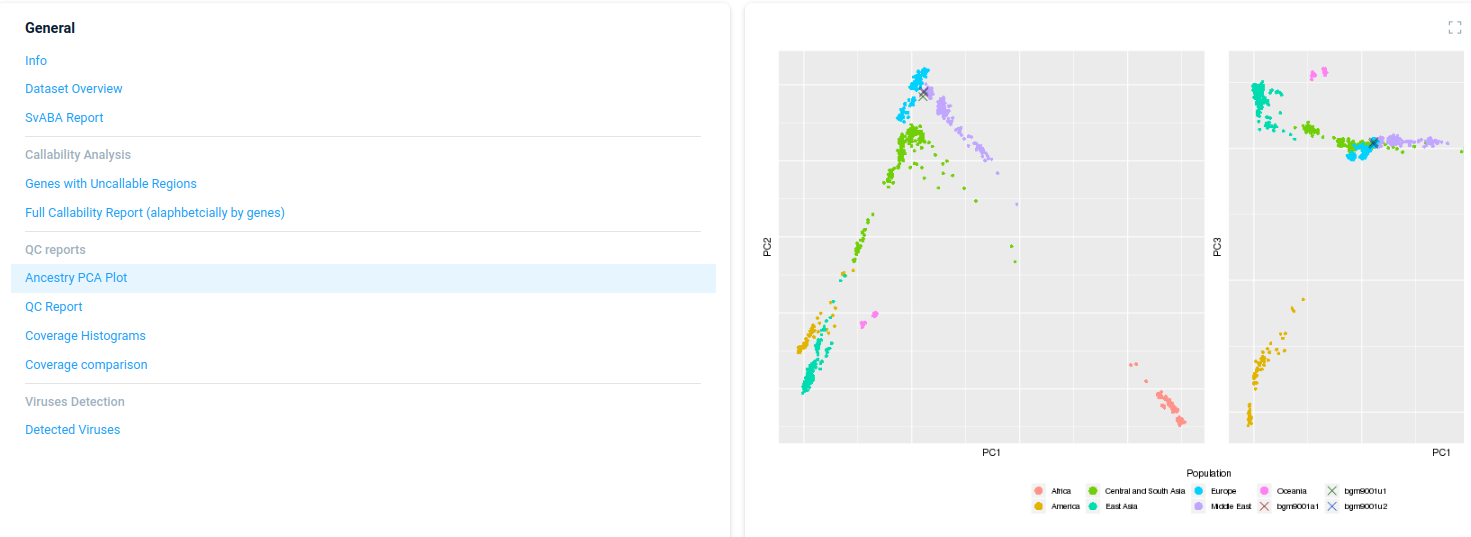 General
Info
Dataset Overview
SvABA Report
Callability Analysis
Genes with Uncallable Regions
Full Callability Report (alaphbetcially by genes)
QC reports
Ancestry PCA Plot
QC Report
Coverage Histograms
Coverage comparison
Viruses Detection
Detected Viruses
PC2
PC1
PC3
PC1
Population
Africa Central and South Asia Europe Oceania bgm9001u1
America East Asia Middle East bgm9001a1 bgm9001u2